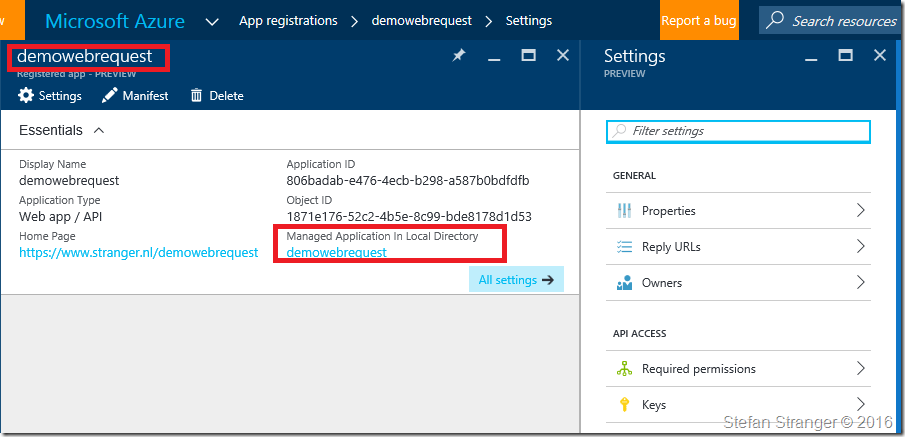 w
Microsoft Azure
App registrations > demowebrequest > Settings
Report a bug
Search resources
demowebrequest
Registered app - PREVIEW
Settings
Manifest
Delete
Essentials
Display Name
demowebrequest
Application ID
806badab-e476-4ecb-b298-a587b0bdfdfb
Application Type
Web app / API
Object ID
1871e176-52c2-4b5e-8c99-bde8178d1d53
Home Page
https://www.stranger.nl/demowebrequest
Managed Application In Local Directory
demowebrequest
All settings →
Settings
PREVIEW
Filter settings
GENERAL
Properties
Reply URLs
Owners
API ACCESS
Required permissions
Keys
Stefan Stranger © 2016